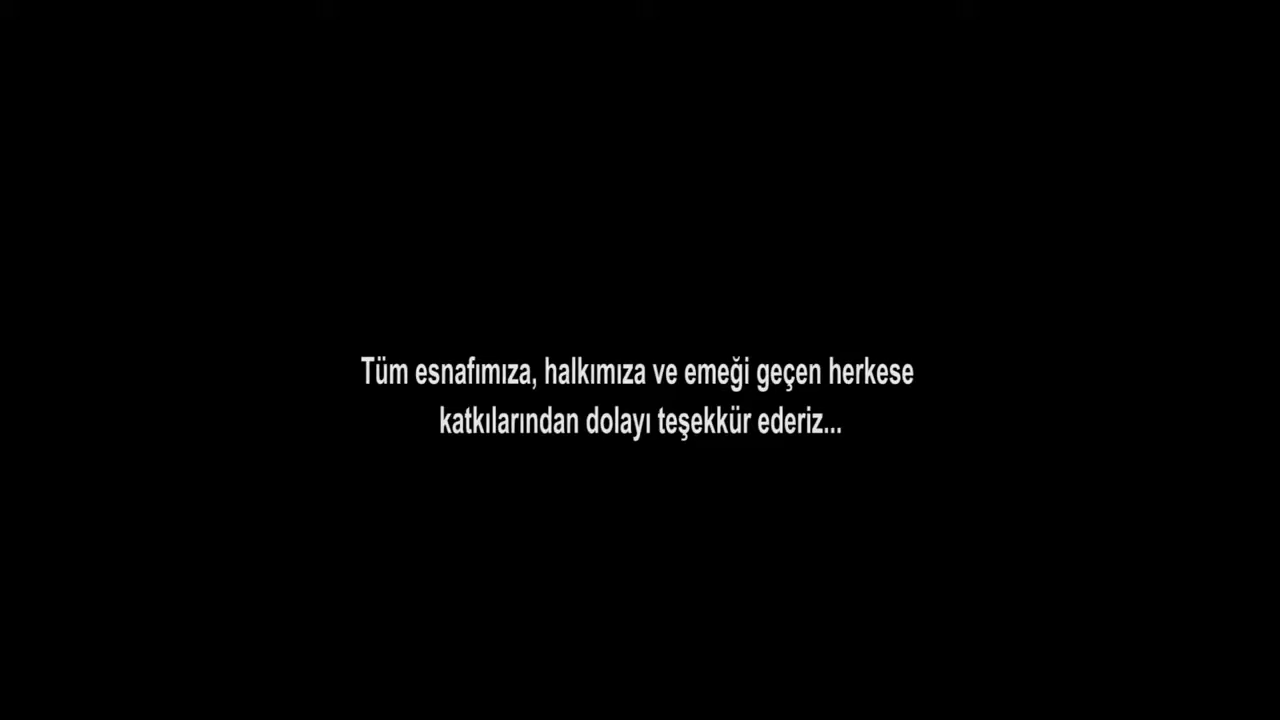 Tüm esnafımıza, halkımıza ve emeği geçen herkese
katkılarından dolayı teşekkür ederiz...